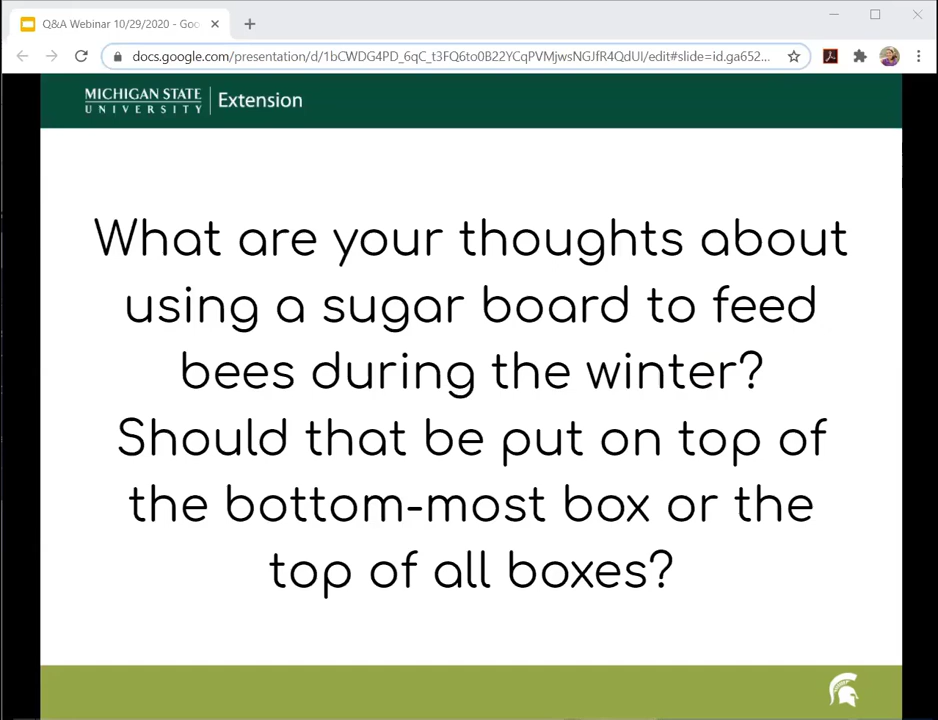 Q&A Webinar 10/29/2020 - Goo
docs.google.com/presentation/d/1bCWDG4PD_6qC_t3FQ6to0B22YCqPVMjwsNGJfR4QdUI/edit#slide=id.ga652...
MICHIGAN STATE
UNIVERSITY
Extension
What are your thoughts about
using a sugar board to feed
bees during the winter?
Should that be put on top of
the bottom-most box or the
top of all boxes?